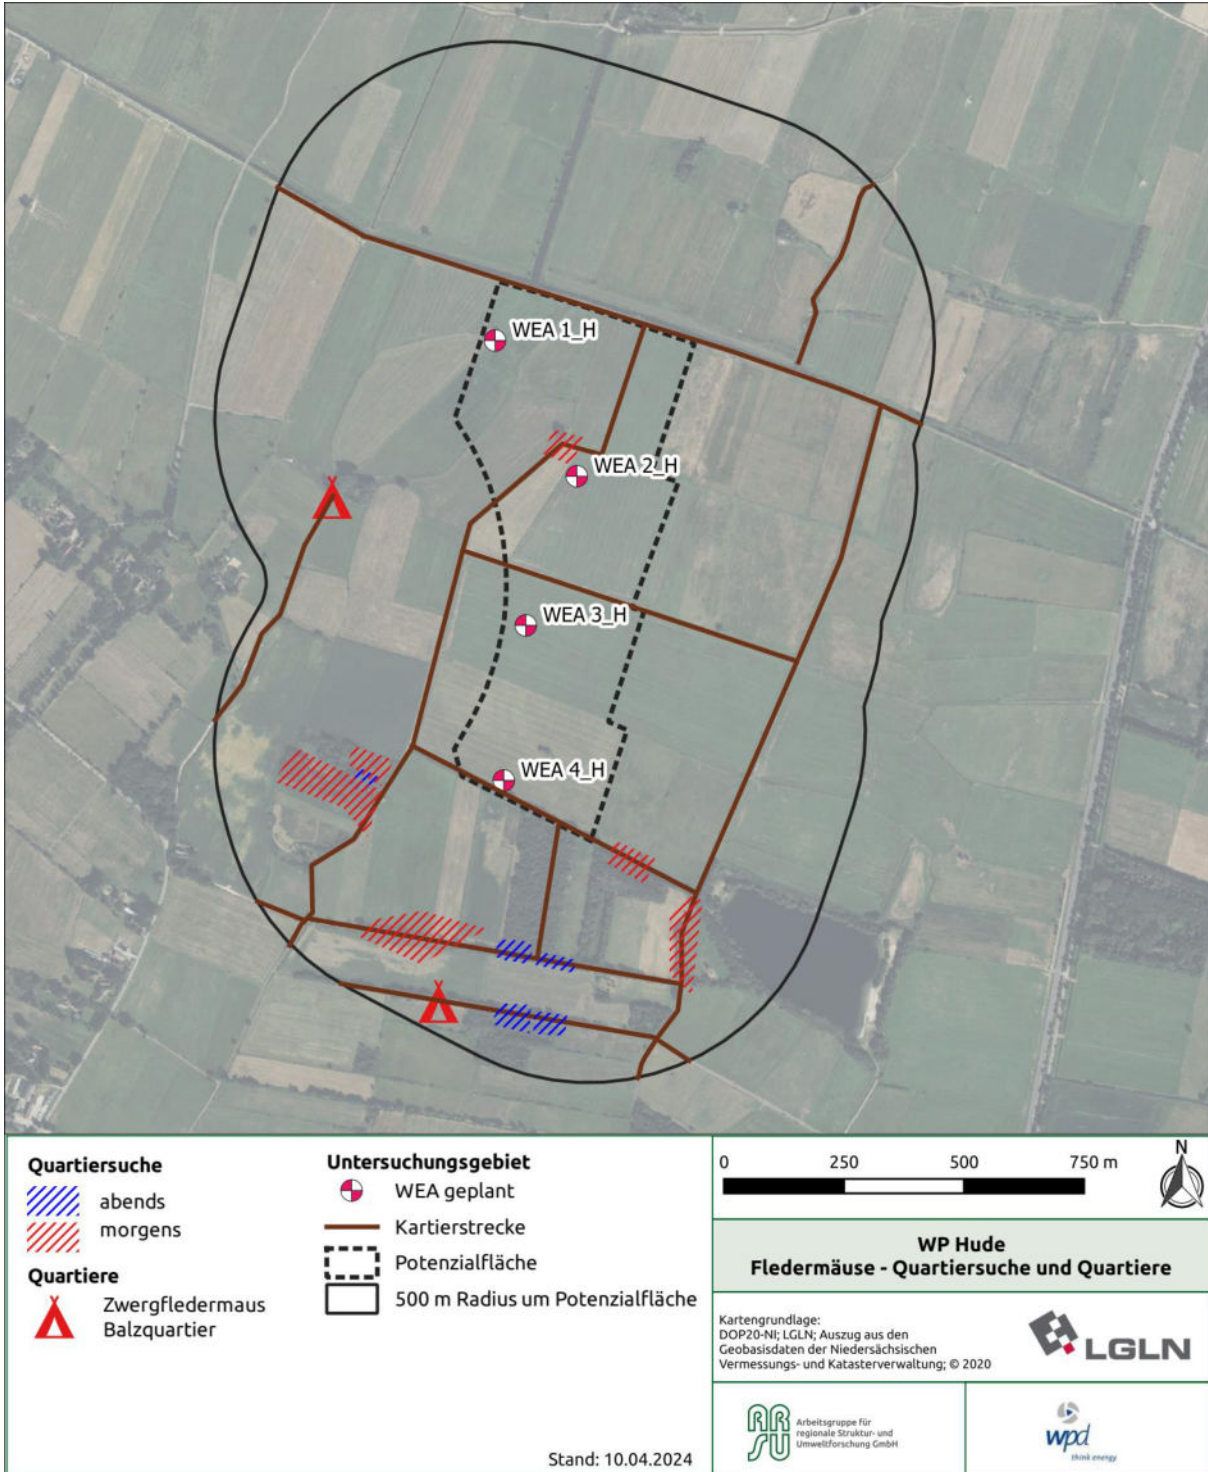 WEA 1_H
WEA 2_H
WEA 3_H
WEA 4_H
Quartiersuche
abends
morgens
Quartiere
Zwergfledermaus
Balzquartier
Untersuchungsgebiet
WEA geplant
Kartierstrecke
Potenzialfläche
500 m Radius um Potenzialfläche
Stand: 10.04.2024
0 250 500 750 m
N
WP Hude
Fledermäuse - Quartiersuche und Quartiere
Kartengrundlage:
DOP20-NI; LGLN; Auszug aus den
Geobasisdaten der Niedersächsischen
Vermessungs- und Katasterverwaltung; © 2020
LGLN
ARSU
Arbeitsgruppe für
regionale Struktur- und
Umweltforschung GmbH
wpd
think energy